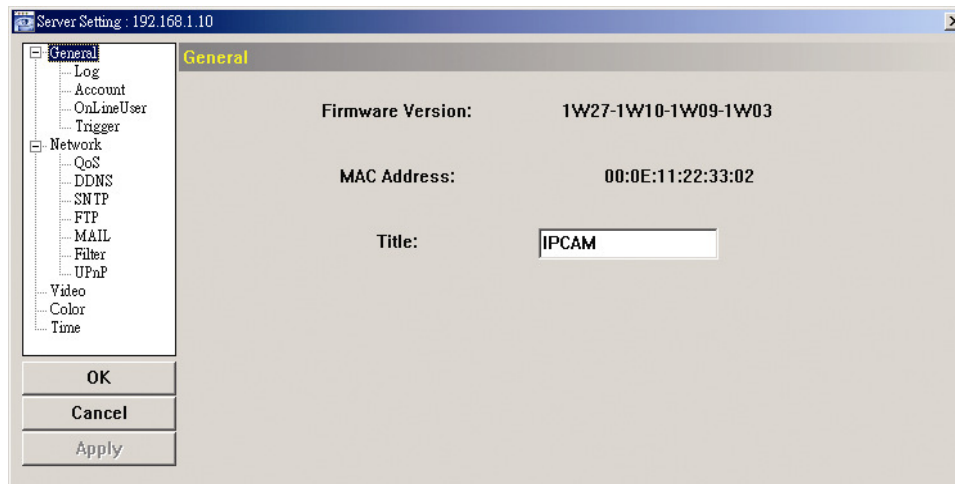 Server Setting : 192.168.1.10
General
Log
Account
OnLineUser
Trigger
Network
QoS
DDNS
SNTP
FTP
MAIL
Filter
UPnP
Video
Color
Time
OK
Cancel
Apply
General
Firmware Version: 1W27-1W10-1W09-1W03
MAC Address: 00:0E:11:22:33:02
Title: IPCAM